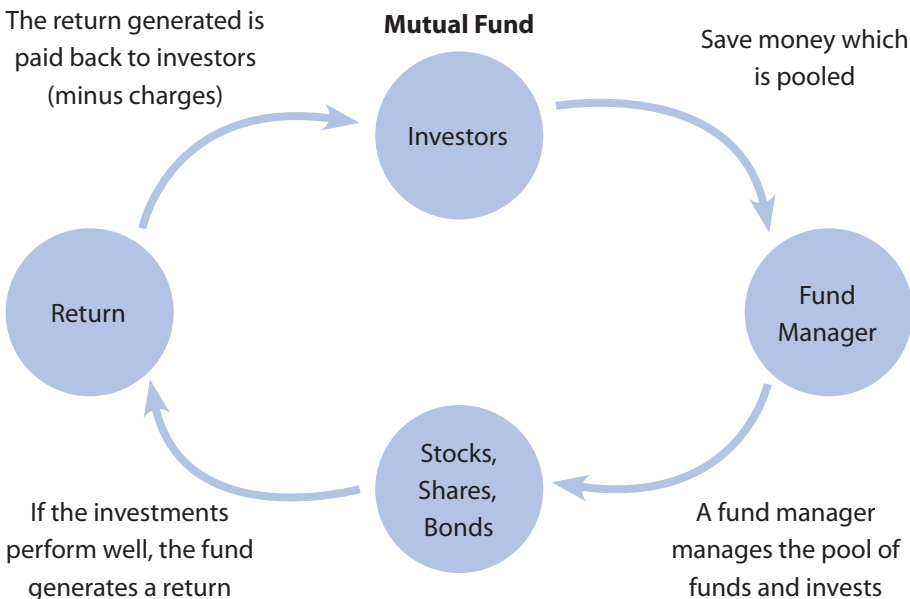 Mutual Fund
The return generated is
paid back to investors
(minus charges)
Investors
Save money which
is pooled
Fund
Manager
A fund manager
manages the pool of
funds and invests
Stocks,
Shares,
Bonds
If the investments
perform well, the fund
generates a return
Return